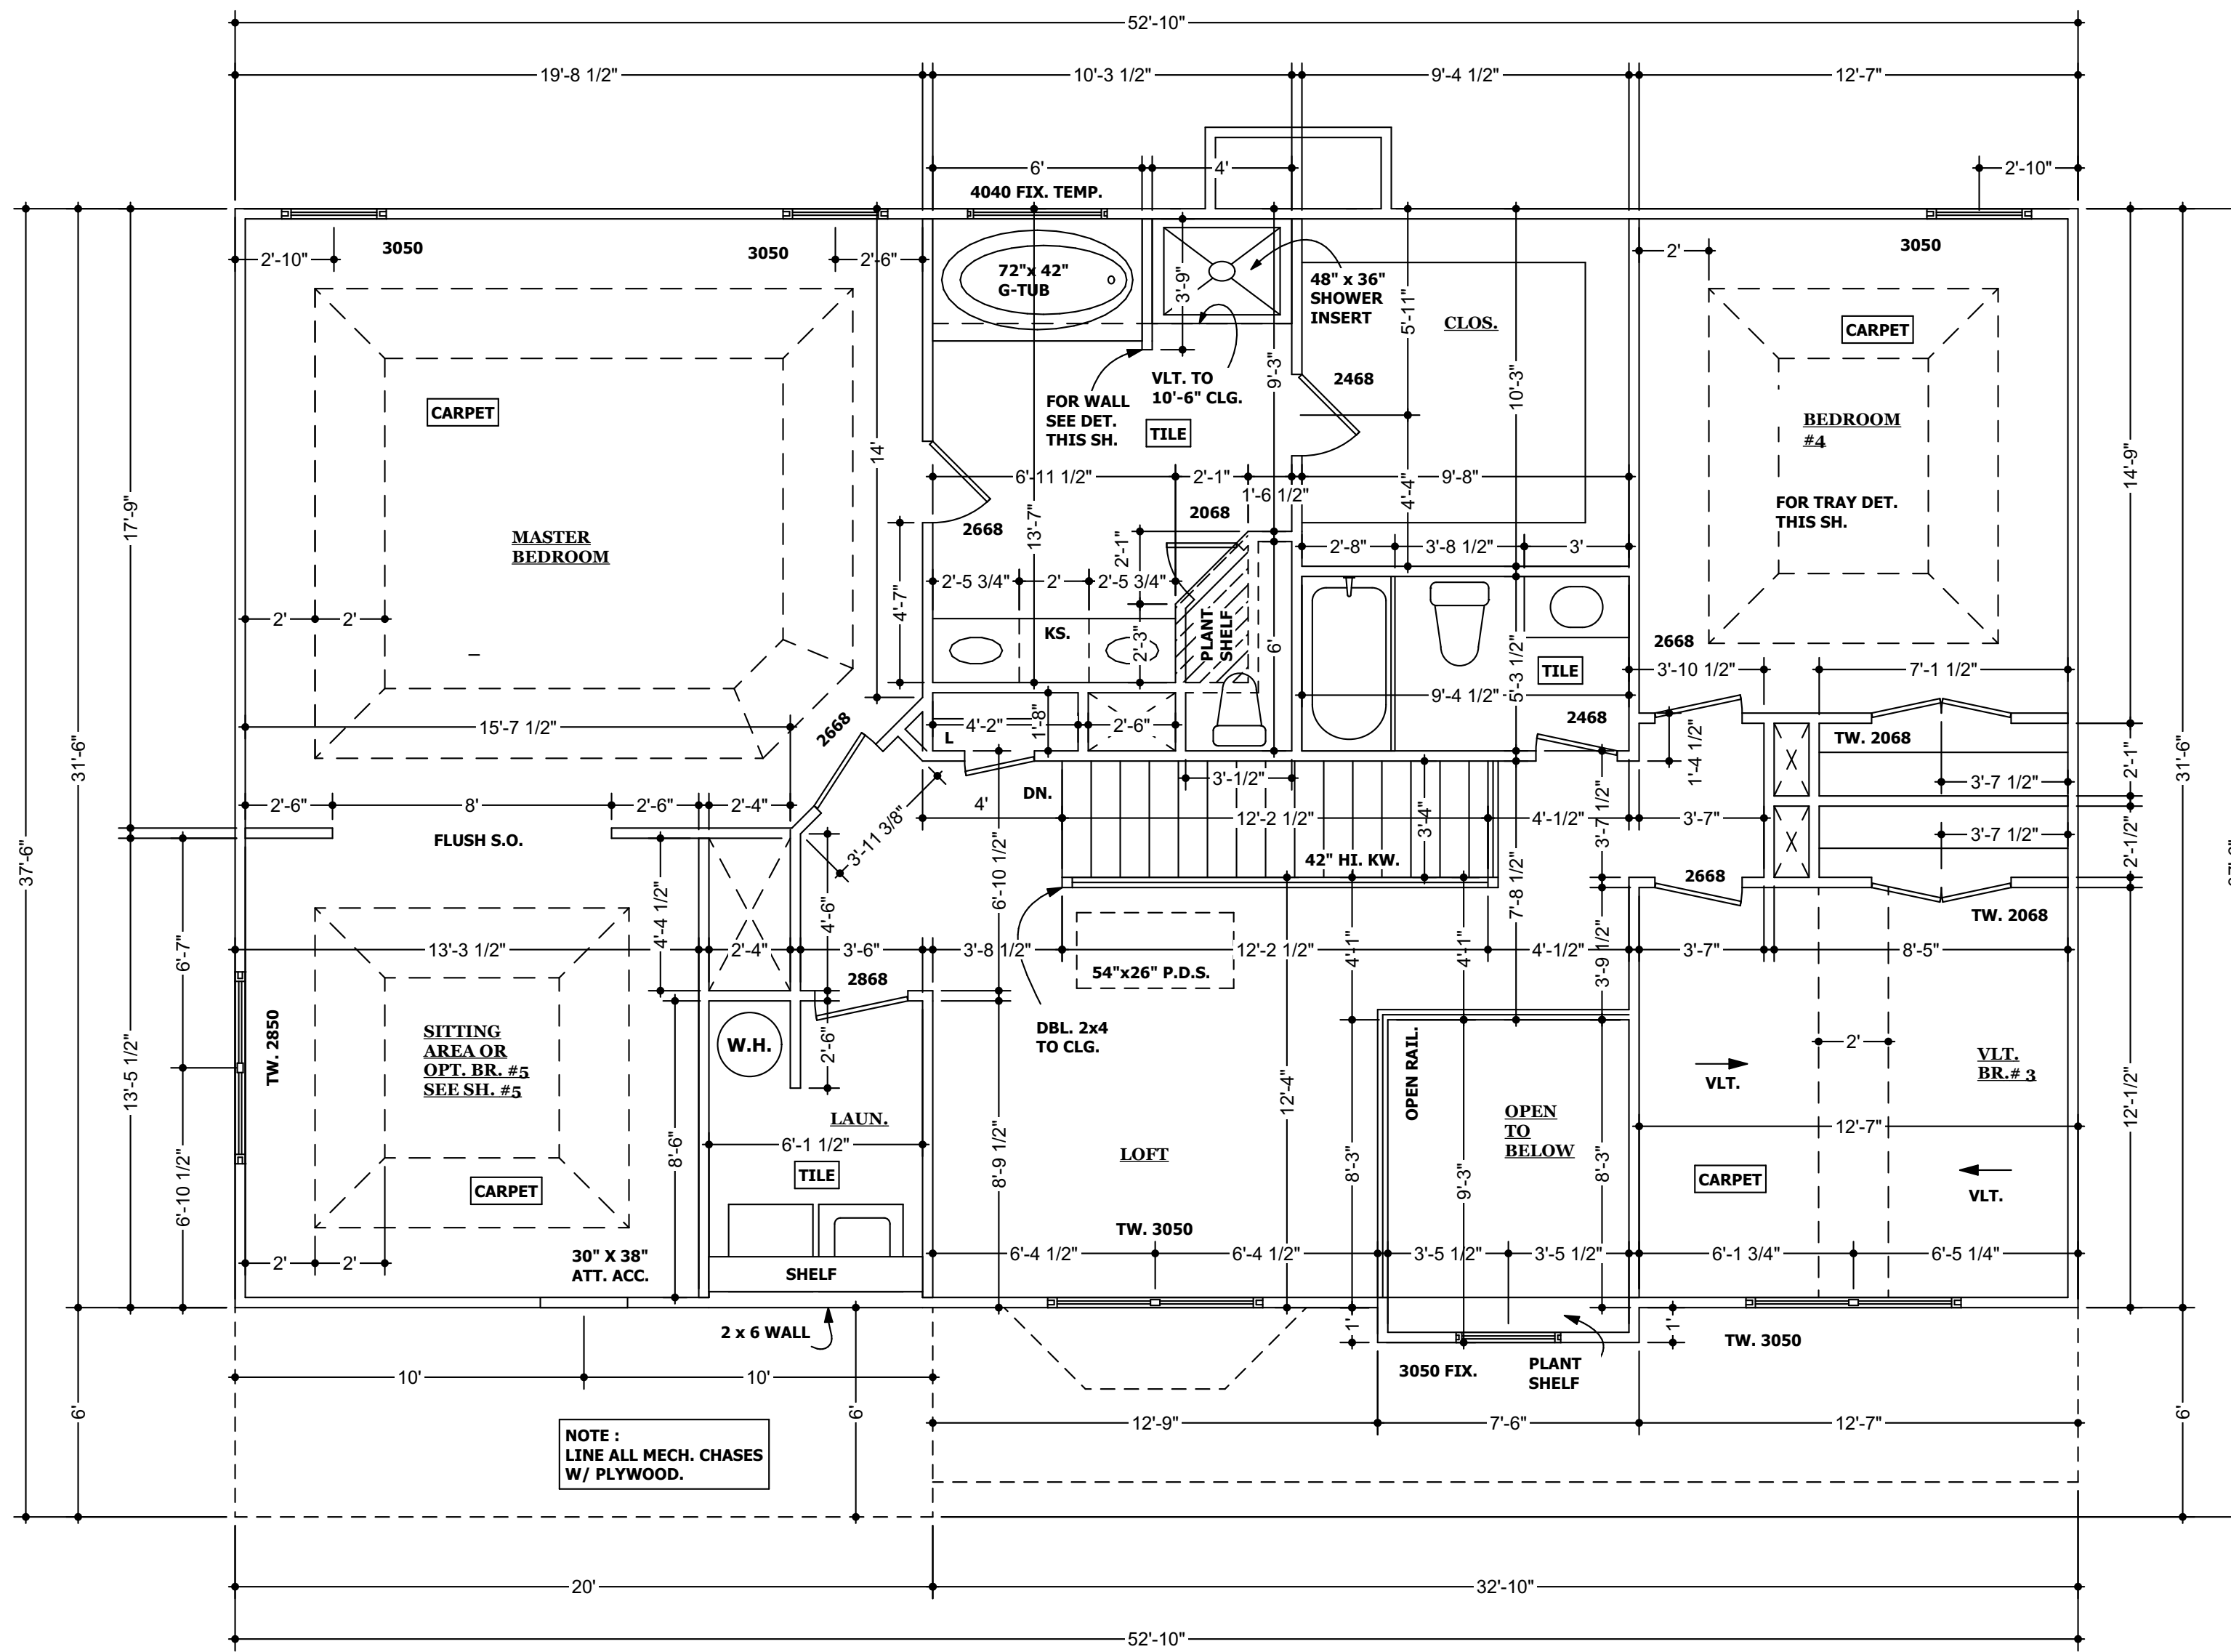 52'-10"
19'-8 1/2"
10'-3 1/2"
9'-4 1/2"
12'-7"
6'
4'
2'-10"
4040 FIX. TEMP.
2'-10"
3050
3050
2'-6"
72"x 42"
G-TUB
3'-9"
48" x 36"
SHOWER
INSERT
5'-11"
CLOS.
2'
3050
CARPET
CARPET
14'
FOR WALL
SEE DET.
THIS SH.
VLT. TO
10'-6" CLG.
TILE
9'-3"
2468
10'-3"
BEDROOM
#4
FOR TRAY DET.
THIS SH.
14'-9"
17'-9"
MASTER
BEDROOM
6'-11 1/2"
2'-1"
1'-6 1/2"
4'-4"
9'-8"
2668
13'-7"
2068
2'-1"
2'-8"
3'-8 1/2"
3'
2'-5 3/4"
2'
2'-5 3/4"
4'-7"
2'
2'
KS.
2'-3"
PLANT
SHELF
6'
5'-3 1/2"
TILE
2668
3'-10 1/2"
7'-1 1/2"
9'-4 1/2"
15'-7 1/2"
2668
L
4'-2"
1'-8"
2'-6"
2468
1'-4 1/2"
TW. 2068
2'-1"
31'-6"
31'-6"
37'-6"
2'-6"
8'
2'-6"
2'-4"
3'-11 3/8"
4'
DN.
3'-1/2"
12'-2 1/2"
3'-4"
4'-1/2"
3'-7 1/2"
3'-7"
3'-7 1/2"
3'-7 1/2"
2'-1/2"
FLUSH S.O.
42" HI. KW.
2668
TW. 2068
6'-7"
4'-4 1/2"
4'-6"
6'-10 1/2"
7'-8 1/2"
13'-3 1/2"
2'-4"
3'-6"
3'-8 1/2"
12'-2 1/2"
4'-1"
4'-1"
4'-1/2"
3'-9 1/2"
3'-7"
8'-5"
2868
54"x26" P.D.S.
TW. 2850
SITTING
AREA OR
OPT. BR. #5
SEE SH. #5
W.H.
2'-6"
DBL. 2x4
TO CLG.
OPEN RAIL.
2'
VLT.
VLT.
BR.# 3
13'-5 1/2"
12'-4"
12'-1/2"
LAUN.
6'-1 1/2"
8'-6"
8'-9 1/2"
LOFT
OPEN
TO
BELOW
12'-7"
6'-10 1/2"
CARPET
TILE
8'-3"
9'-3"
8'-3"
CARPET
VLT.
TW. 3050
2'
2'
30" X 38"
ATT. ACC.
SHELF
6'-4 1/2"
6'-4 1/2"
3'-5 1/2"
3'-5 1/2"
6'-1 3/4"
6'-5 1/4"
2 x 6 WALL
1'
1'
TW. 3050
3050 FIX.
PLANT
SHELF
10'
10'
6'
6'
6'
12'-9"
7'-6"
12'-7"
NOTE :
LINE ALL MECH. CHASES
W/ PLYWOOD.
20'
32'-10"
52'-10"